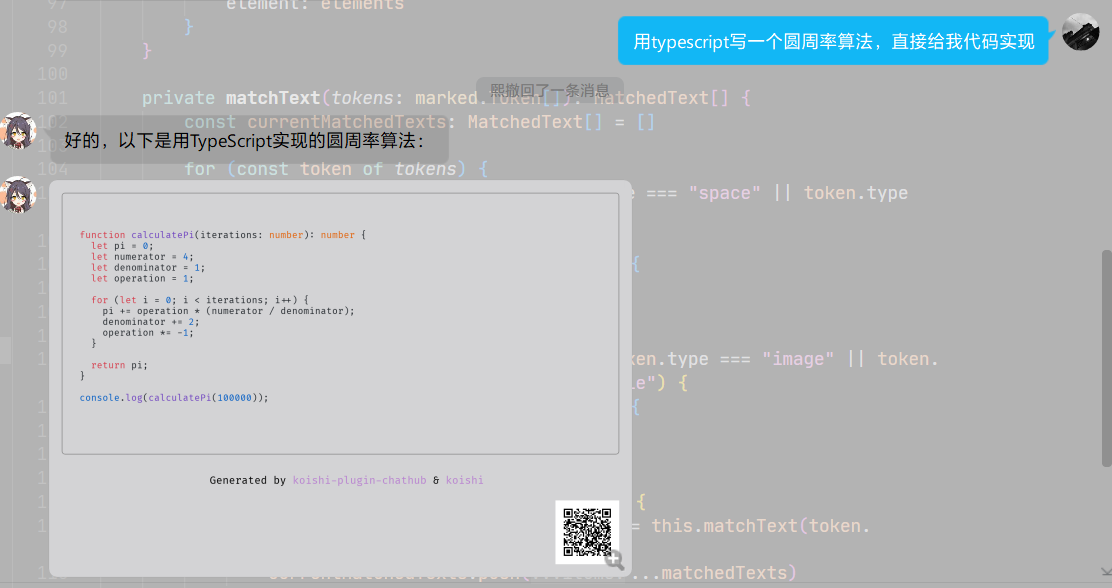 97
element: elements
98
}
99
}
用typescript写一个圆周率算法，直接给我代码实现
100
熙撤回了一条消息
101
private matchText(tokens: marked.Token[]): MatchedText[] {
const currentMatchedTexts: MatchedText[] = []
好的，以下是用TypeScript实现的圆周率算法：
104
for (const token of tokens) {
=== "space" || token.type
function calculatePi(iterations: number): number {
let pi = 0;
let numerator = 4;
let denominator = 1;
let operation = 1;
{
for (let i = 0; i < iterations; i++) {
pi += operation * (numerator / denominator);
denominator += 2;
operation *= -1;
}
.type === "image" || token.
return pi;
}
") {
console.log(calculatePi(100000));
{
Generated by koishi-plugin-chathub & koishi
{
= this.matchText(token.
...matchedTexts)